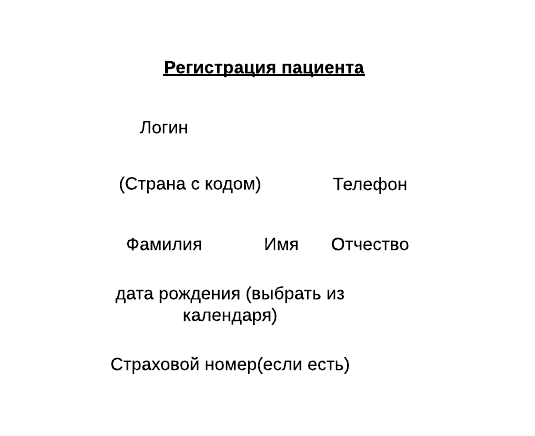 Регистрация пациента
Логин
(Страна с кодом) Телефон
Фамилия Имя Отчество
дата рождения (выбрать из
календаря)
Страховой номер(если есть)